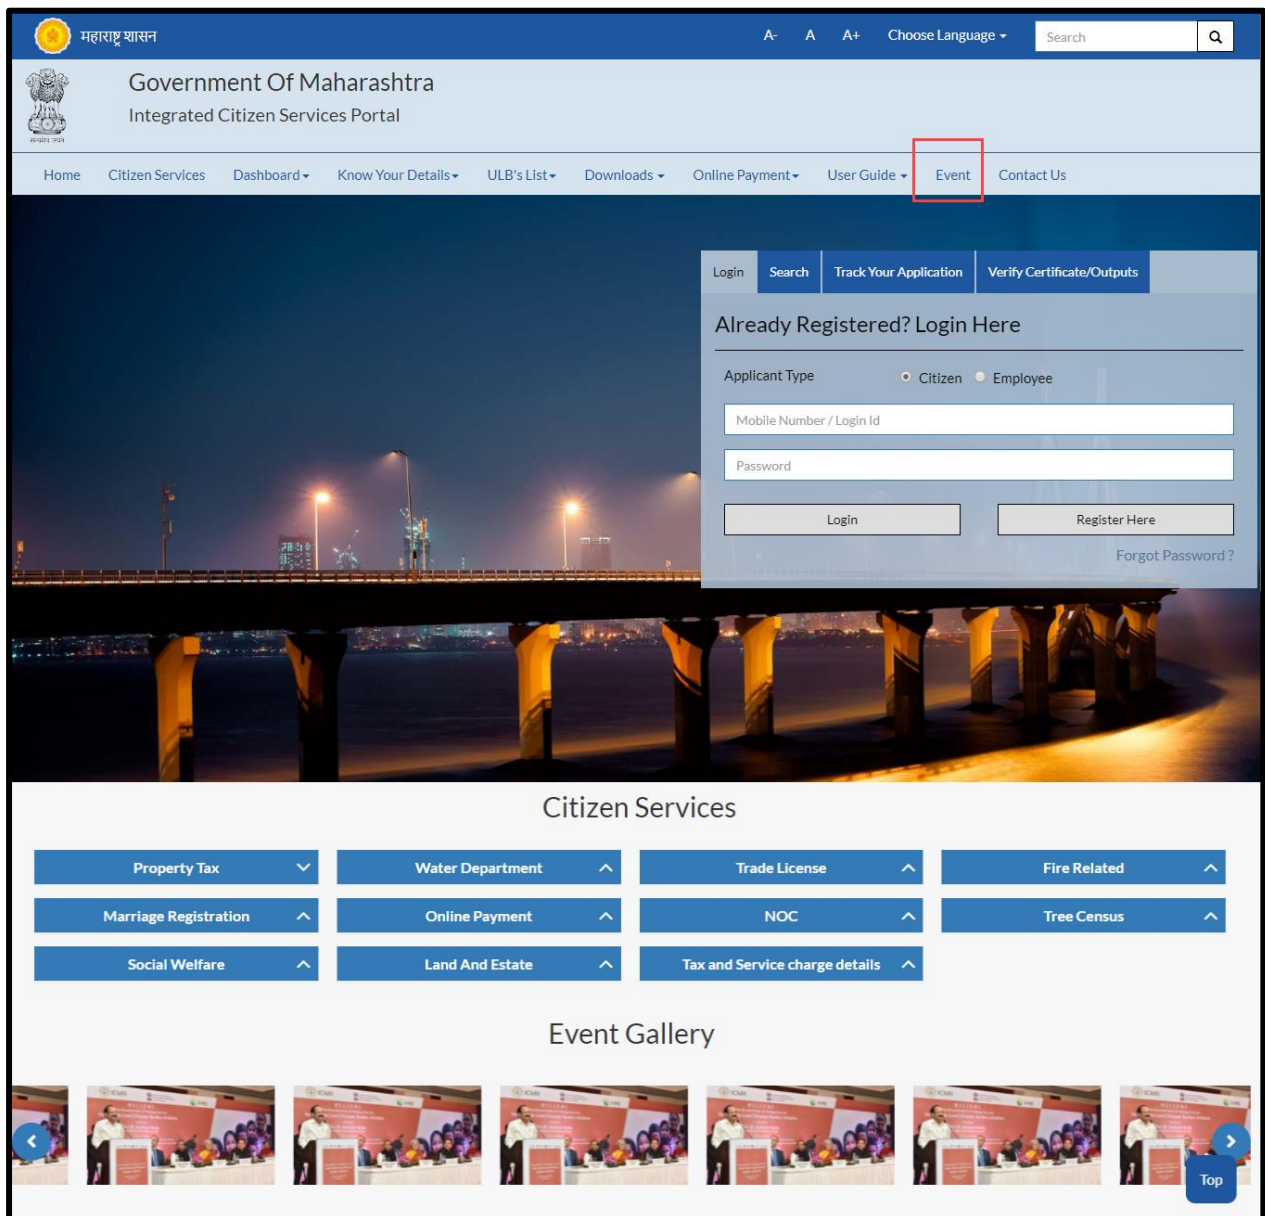 महाराष्ट्र शासन A- A A+ Choose Language Search
Government Of Maharashtra
Integrated Citizen Services Portal
सत्यमेव जयते
Home Citizen Services Dashboard Know Your Details ULB's List Downloads Online Payment User Guide Event Contact Us
Login Search Track Your Application Verify Certificate/Outputs
Already Registered? Login Here
Applicant Type Citizen Employee
Mobile Number / Login Id
Password
Login Register Here
Forgot Password ?
Citizen Services
Property Tax Water Department Trade License Fire Related
Marriage Registration Online Payment NOC Tree Census
Social Welfare Land And Estate Tax and Service charge details
Event Gallery
WELCOME
Top